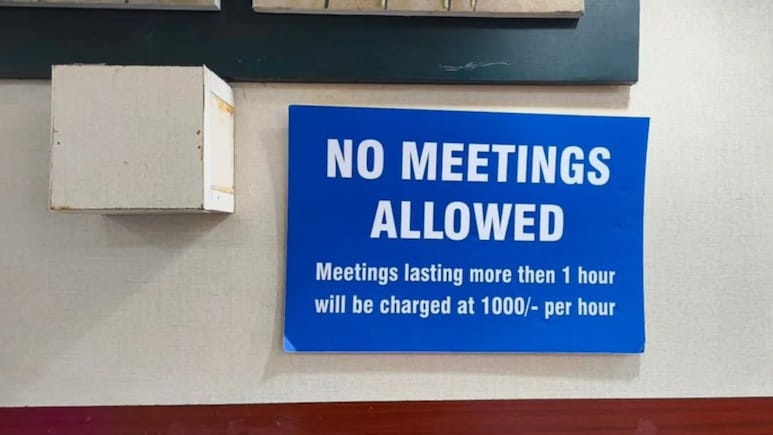 NO MEETINGS
ALLOWED
Meetings lasting more then 1 hour
will be charged at 1000/- per hour